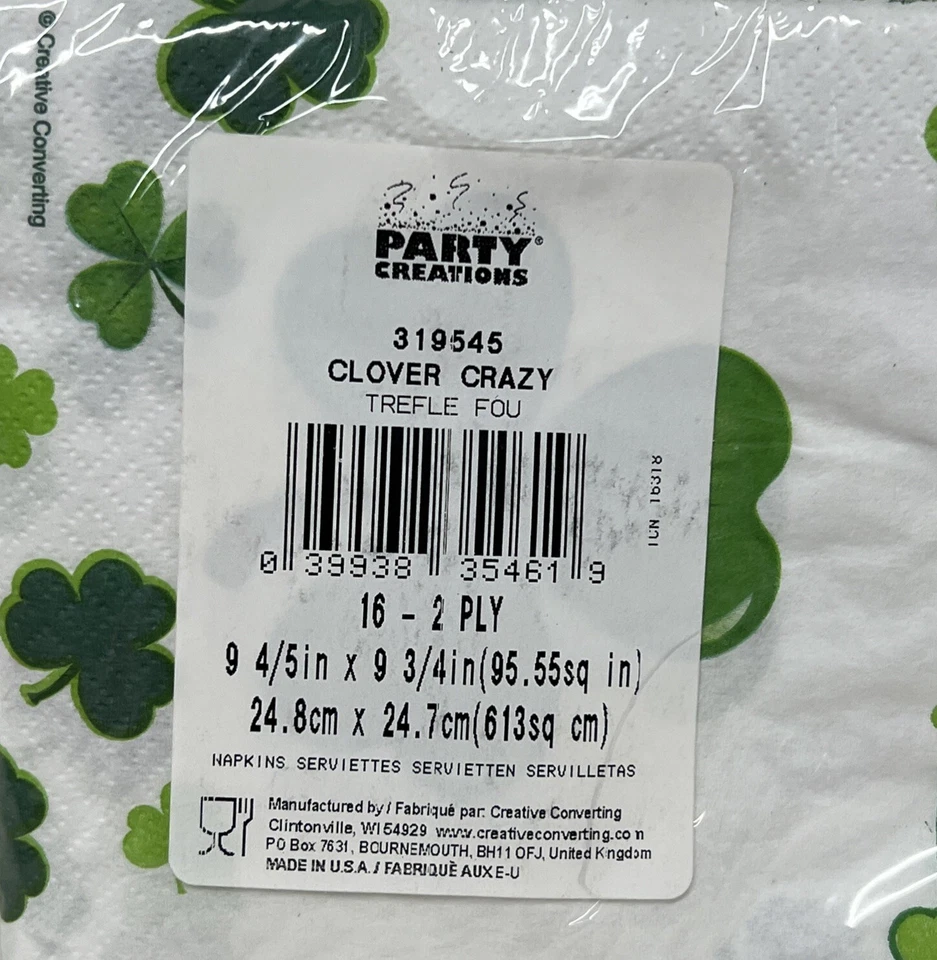 © Creative Converting
PARTY®
CREATIONS
319545
CLOVER CRAZY
TREFLE FOU
ICN 16318
0 39938 35461 9
16 - 2 PLY
9 4/5in x 9 3/4in(95.55sq in)
24.8cm x 24.7cm(613sq cm)
NAPKINS SERVIETTES SERVIETTEN SERVILLETAS
Manufactured by / Fabriqué par: Creative Converting
Clintonville, WI 54929 www.creativeconverting.com
PO Box 7631, BOURNEMOUTH, BH11 OFJ, United Kingdom
MADE IN U.S.A. / FABRIQUÈ AUX E-U